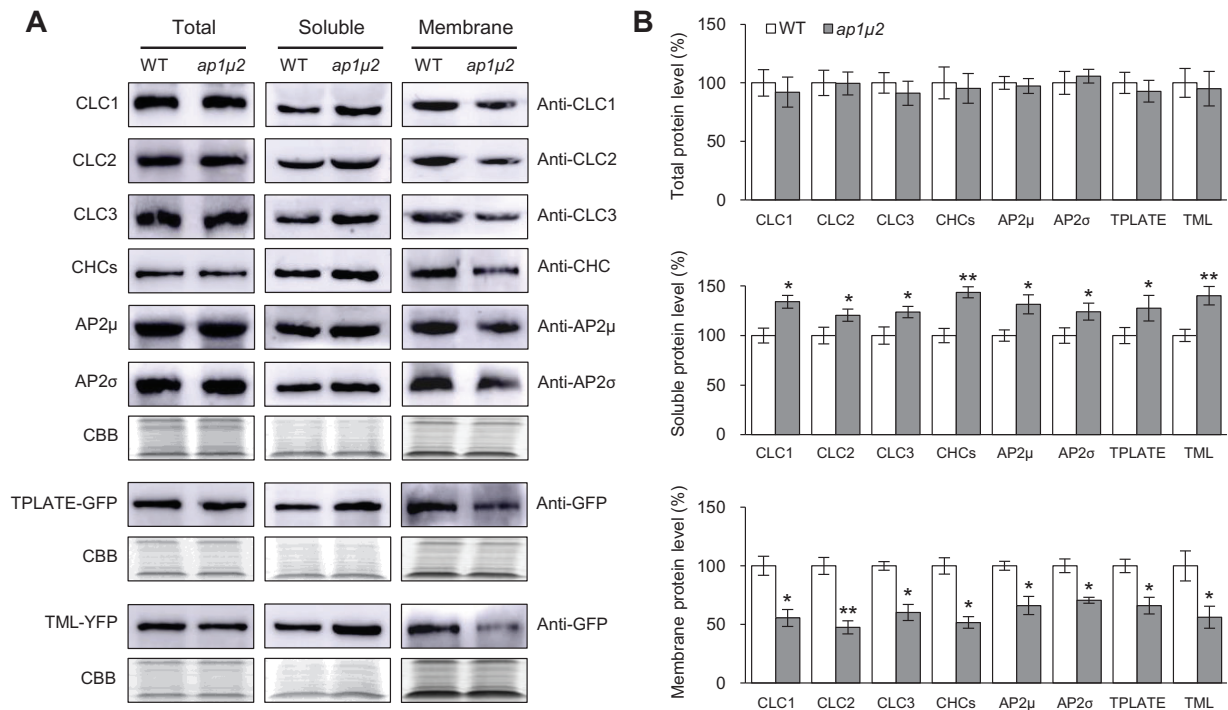 A
Total Soluble Membrane
WT ap1μ2 WT ap1μ2 WT ap1μ2
CLC1 Anti-CLC1
CLC2 Anti-CLC2
CLC3 Anti-CLC3
CHCs Anti-CHC
AP2μ Anti-AP2μ
AP2σ Anti-AP2σ
CBB
TPLATE-GFP Anti-GFP
CBB
TML-YFP Anti-GFP
CBB
B
WT ap1μ2
Total protein level (%)
150
100
50
0
CLC1 CLC2 CLC3 CHCs AP2μ AP2σ TPLATE TML
Soluble protein level (%)
150
100
50
0
* * * ** * * * **
CLC1 CLC2 CLC3 CHCs AP2μ AP2σ TPLATE TML
Membrane protein level (%)
150
100
50
0
* ** * * * * * *
CLC1 CLC2 CLC3 CHCs AP2μ AP2σ TPLATE TML